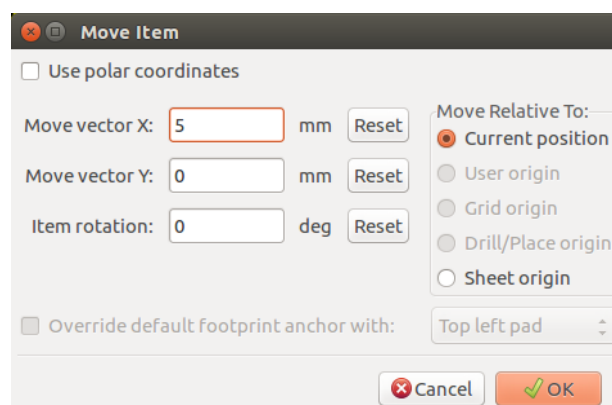 Move Item
Use polar coordinates
Move vector X: 5 mm Reset
Move vector Y: 0 mm Reset
Item rotation: 0 deg Reset
Move Relative To:
Current position
User origin
Grid origin
Drill/Place origin
Sheet origin
Override default footprint anchor with: Top left pad
Cancel OK